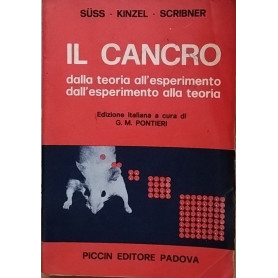 SÜSS · KINZEL · SCRIBNER
IL CANCRO
dalla teoria all'esperimento
dall'esperimento alla teoria
Edizione italiana a cura di
G. M. PONTIERI
PICCIN EDITORE PADOVA